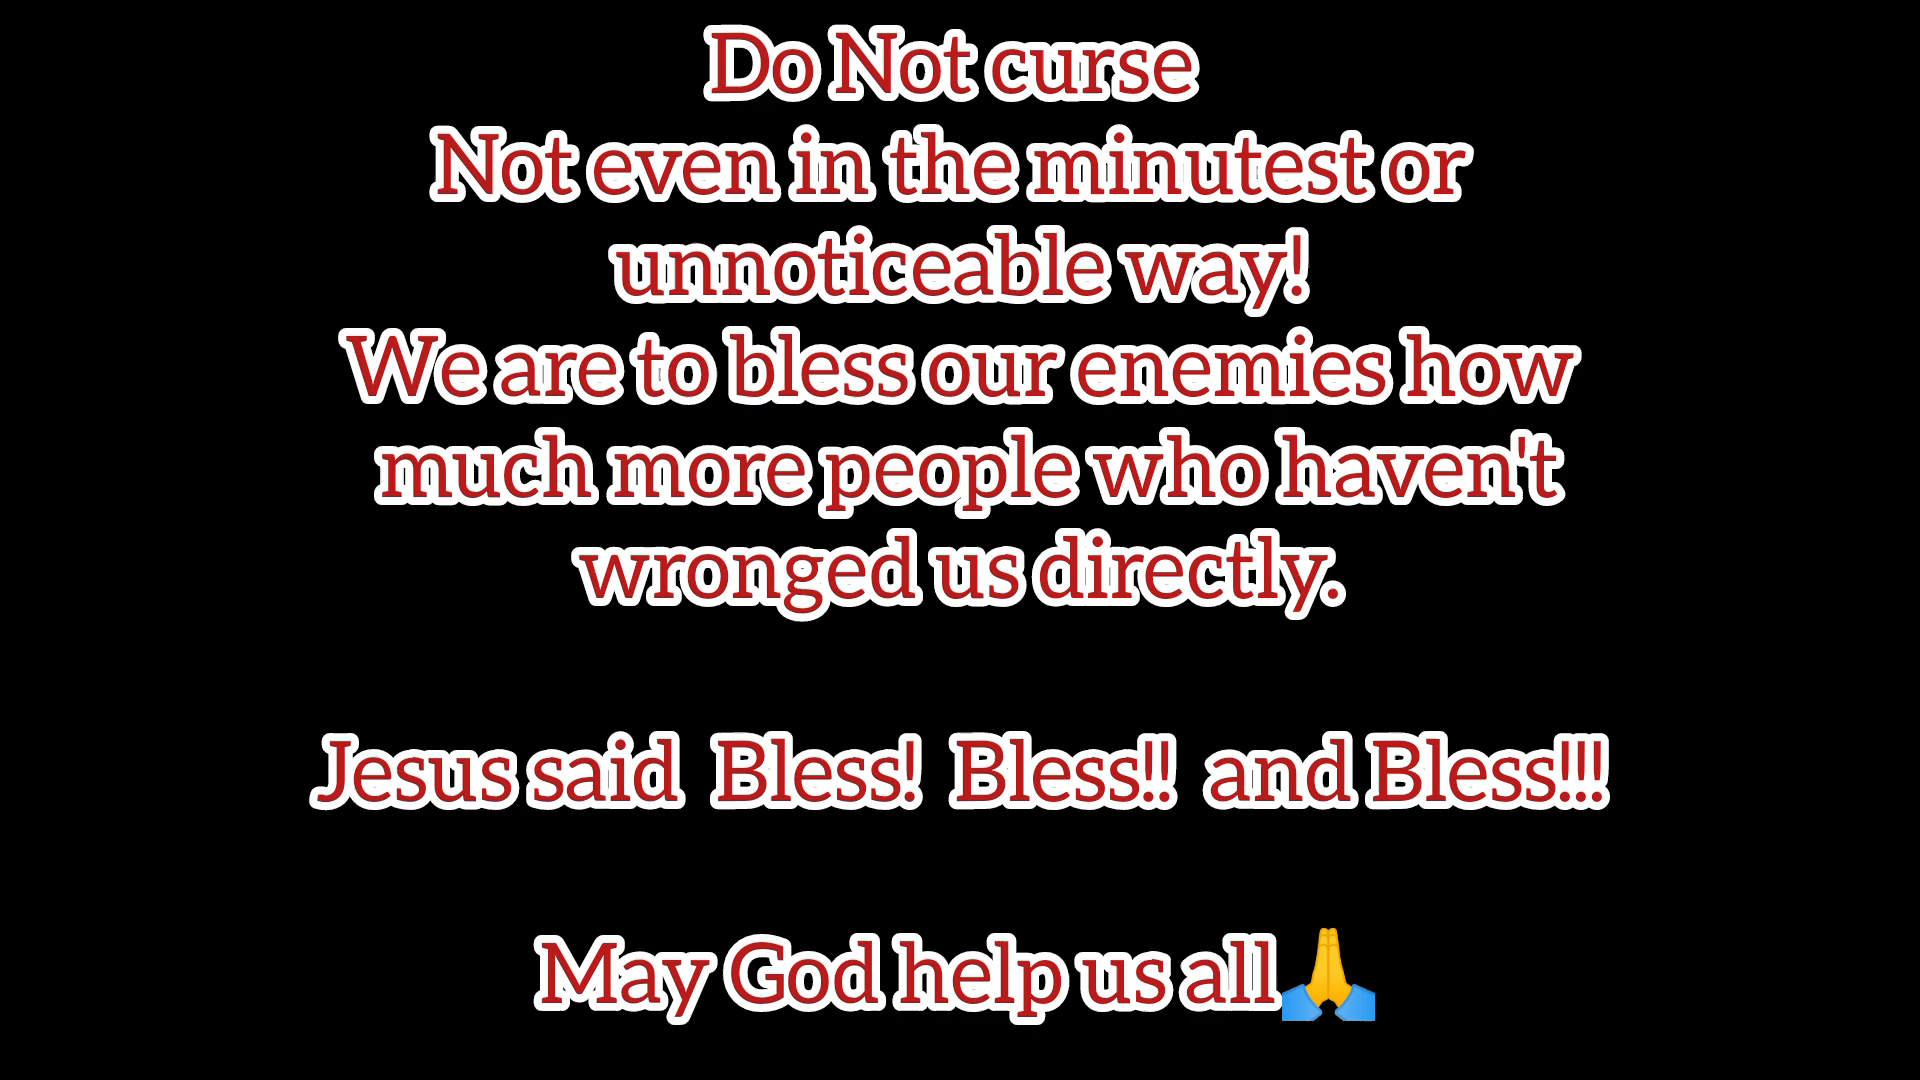 Do Not curse
Not even in the minutest or
unnoticeable way!
We are to bless our enemies how
much more people who haven't
wronged us directly.
Jesus said  Bless!  Bless!!  and Bless!!!
May God help us all🙏